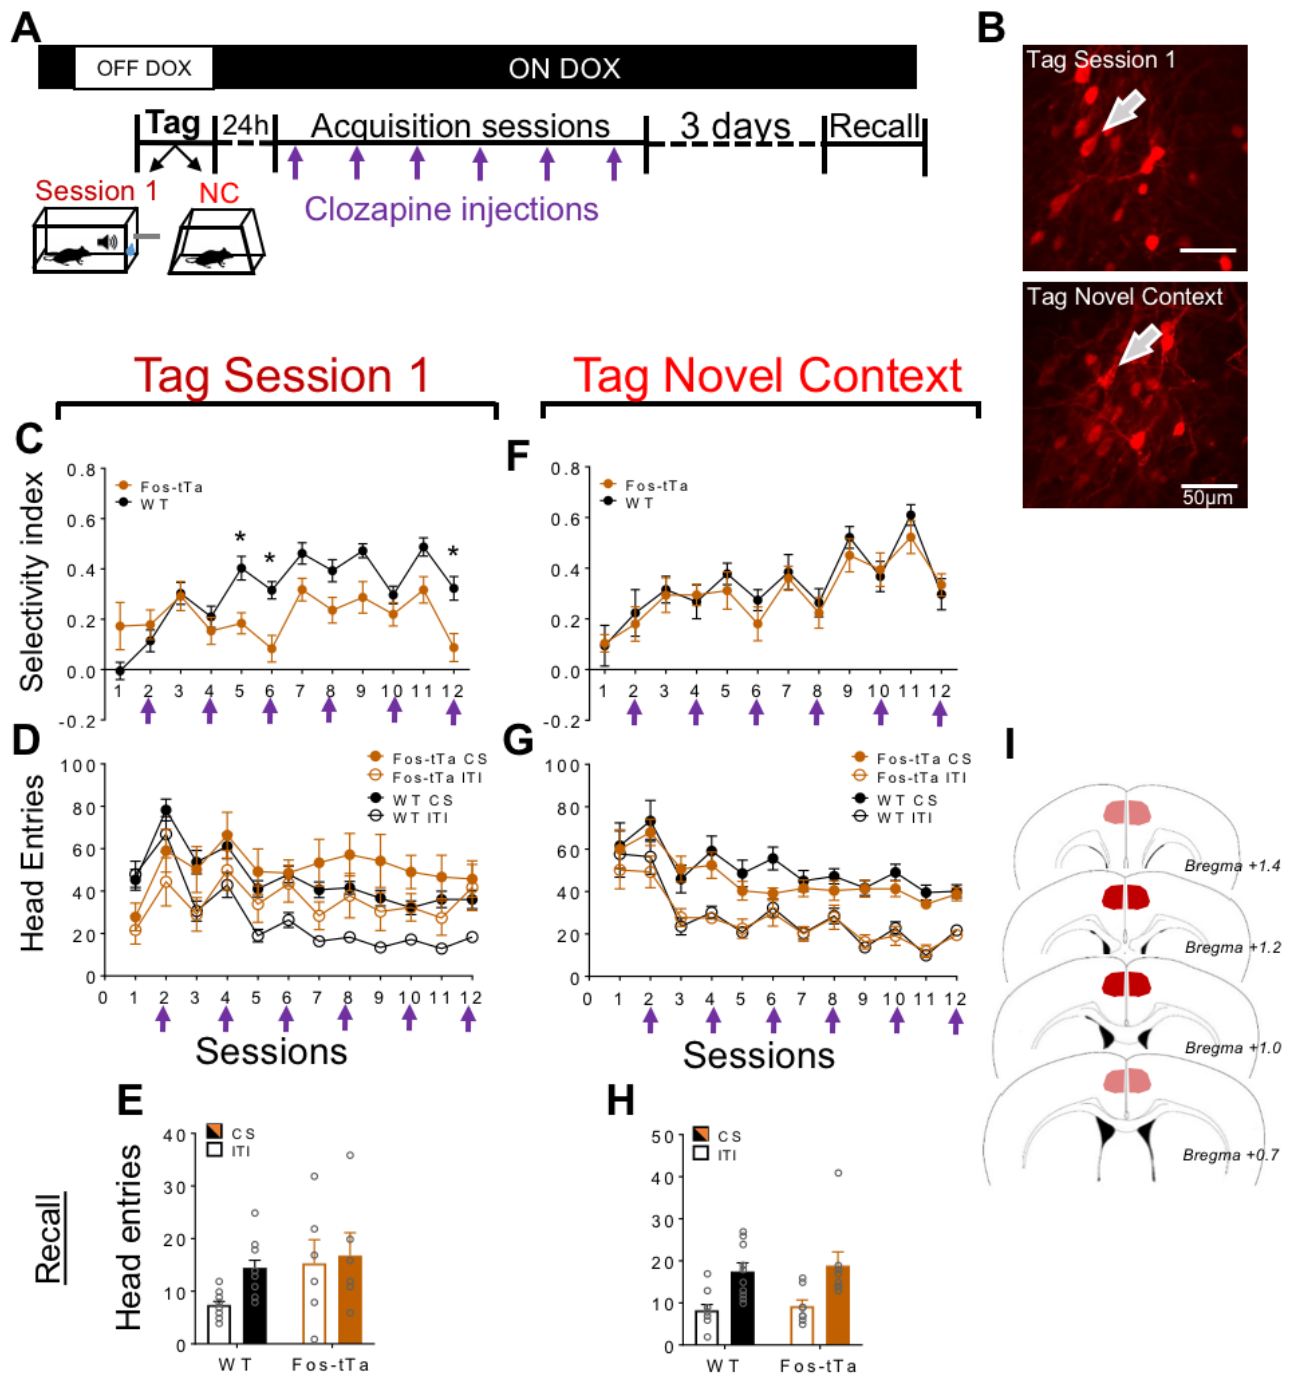 A
OFF DOX
ON DOX
Tag
24h
Acquisition sessions
3 days
Recall
Session 1
NC
Clozapine injections
B
Tag Session 1
Tag Novel Context
50µm
Tag Session 1
Tag Novel Context
C
Selectivity index
0.8
0.6
0.4
0.2
0.0
-0.2
Fos-tTa
WT
*
*
*
1 2 3 4 5 6 7 8 9 10 11 12
F
0.8
0.6
0.4
0.2
0.0
-0.2
Fos-tTa
WT
1 2 3 4 5 6 7 8 9 10 11 12
D
Head Entries
100
80
60
40
20
0
Fos-tTa CS
Fos-tTa ITI
WT CS
WT ITI
0 1 2 3 4 5 6 7 8 9 10 11 12
Sessions
G
100
80
60
40
20
0
Fos-tTa CS
Fos-tTa ITI
WT CS
WT ITI
0 1 2 3 4 5 6 7 8 9 10 11 12
Sessions
I
Bregma +1.4
Bregma +1.2
Bregma +1.0
Bregma +0.7
Recall
E
Head entries
40
30
20
10
0
CS
ITI
WT Fos-tTa
H
50
40
30
20
10
0
CS
ITI
WT Fos-tTa